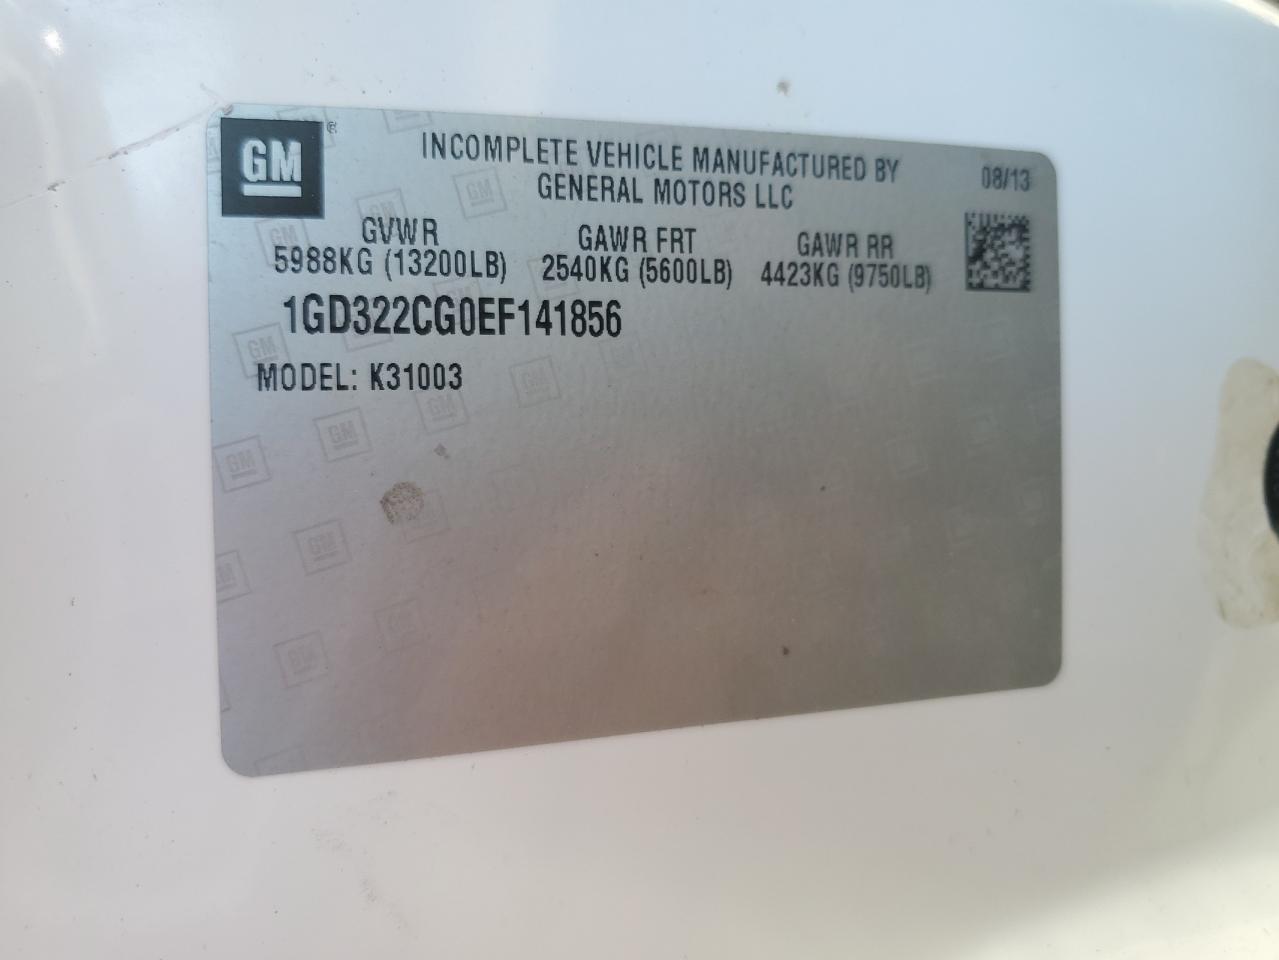 GM®
INCOMPLETE VEHICLE MANUFACTURED BY
GENERAL MOTORS LLC
08/13
GVWR GAWR FRT GAWR RR
5988KG (13200LB) 2540KG (5600LB) 4423KG (9750LB)
1GD322CG0EF141856
MODEL: K31003